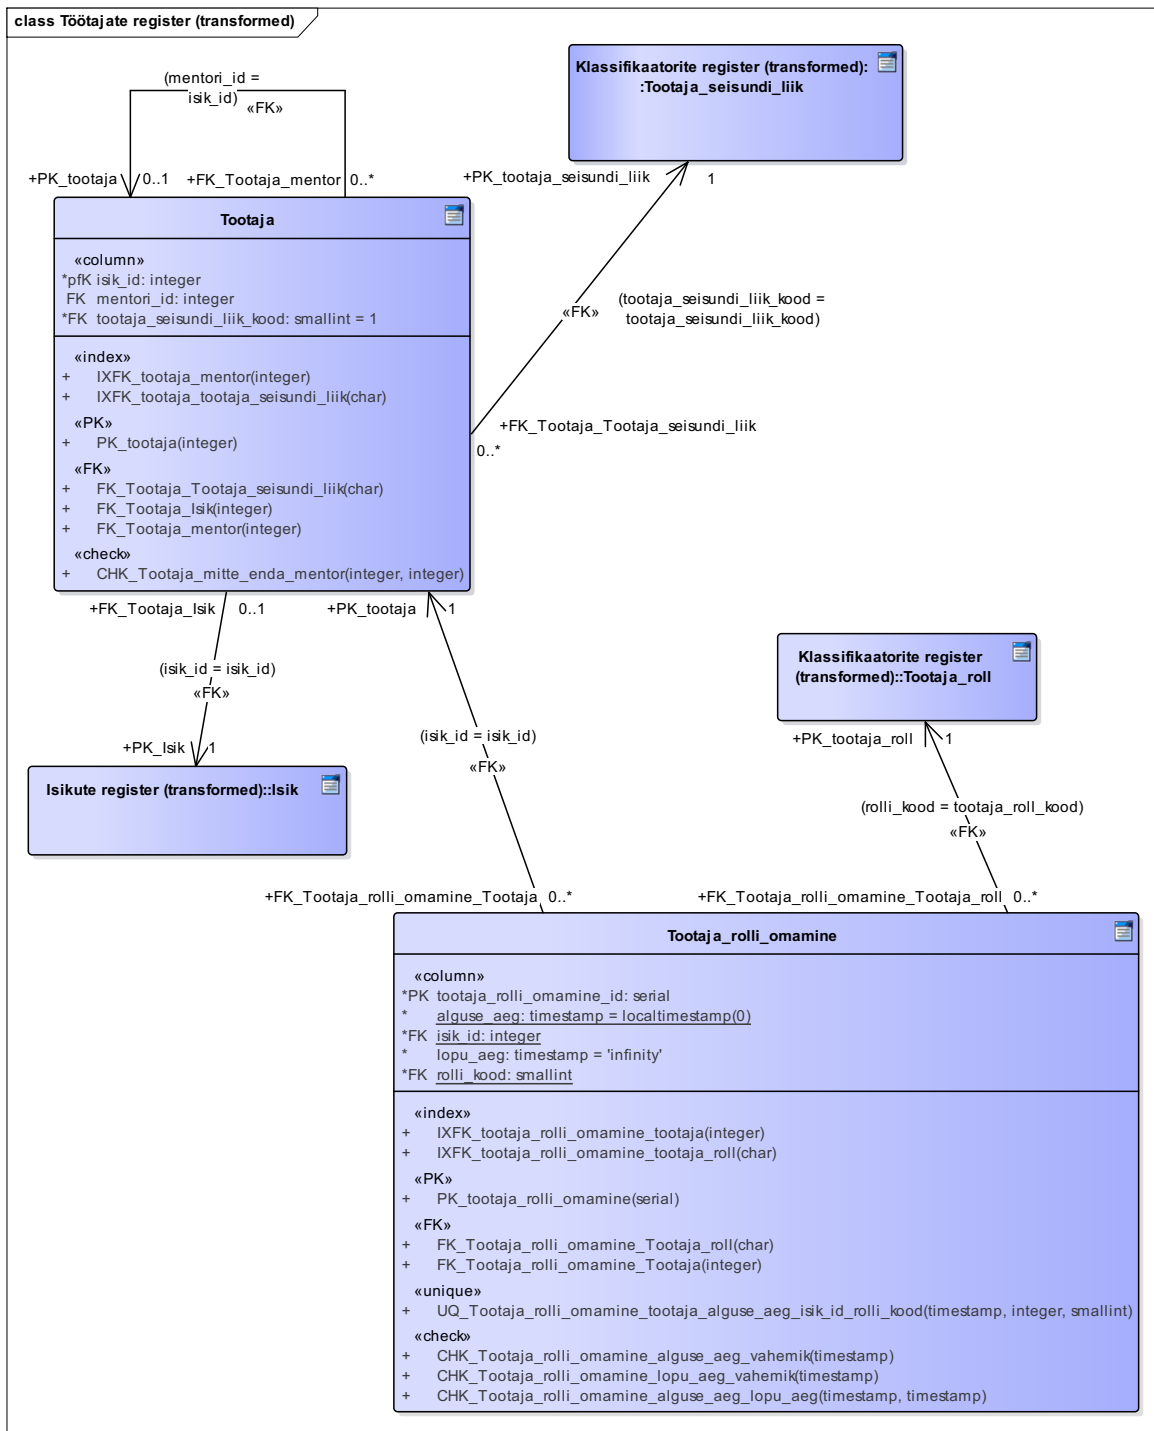 class Töötajate register (transformed)
(mentori_id =
isik_id)
«FK»
+PK_tootaja
0..1
+FK_Tootaja_mentor
0..*
Klassifikaatorite register (transformed):
:Tootaja_seisundi_liik
+PK_tootaja_seisundi_liik
1
(tootaja_seisundi_liik_kood =
tootaja_seisundi_liik_kood)
«FK»
+FK_Tootaja_Tootaja_seisundi_liik
0..*
Tootaja
«column»
*pfK isik_id: integer
FK mentori_id: integer
*FK tootaja_seisundi_liik_kood: smallint = 1
«index»
+ IXFK_tootaja_mentor(integer)
+ IXFK_tootaja_tootaja_seisundi_liik(char)
«PK»
+ PK_tootaja(integer)
«FK»
+ FK_Tootaja_Tootaja_seisundi_liik(char)
+ FK_Tootaja_Isik(integer)
+ FK_Tootaja_mentor(integer)
«check»
+ CHK_Tootaja_mitte_enda_mentor(integer, integer)
+FK_Tootaja_Isik
0..1
(isik_id = isik_id)
«FK»
+PK_Isik
1
Isikute register (transformed)::Isik
+PK_tootaja
1
(isik_id = isik_id)
«FK»
+FK_Tootaja_rolli_omamine_Tootaja
0..*
Klassifikaatorite register
(transformed)::Tootaja_roll
+PK_tootaja_roll
1
(rolli_kood = tootaja_roll_kood)
«FK»
+FK_Tootaja_rolli_omamine_Tootaja_roll
0..*
Tootaja_rolli_omamine
«column»
*PK tootaja_rolli_omamine_id: serial
* alguse_aeg: timestamp = localtimestamp(0)
*FK isik_id: integer
* lopu_aeg: timestamp = 'infinity'
*FK rolli_kood: smallint
«index»
+ IXFK_tootaja_rolli_omamine_tootaja(integer)
+ IXFK_tootaja_rolli_omamine_tootaja_roll(char)
«PK»
+ PK_tootaja_rolli_omamine(serial)
«FK»
+ FK_Tootaja_rolli_omamine_Tootaja_roll(char)
+ FK_Tootaja_rolli_omamine_Tootaja(integer)
«unique»
+ UQ_Tootaja_rolli_omamine_tootaja_alguse_aeg_isik_id_rolli_kood(timestamp, integer, smallint)
«check»
+ CHK_Tootaja_rolli_omamine_alguse_aeg_vahemik(timestamp)
+ CHK_Tootaja_rolli_omamine_lopu_aeg_vahemik(timestamp)
+ CHK_Tootaja_rolli_omamine_alguse_aeg_lopu_aeg(timestamp, timestamp)